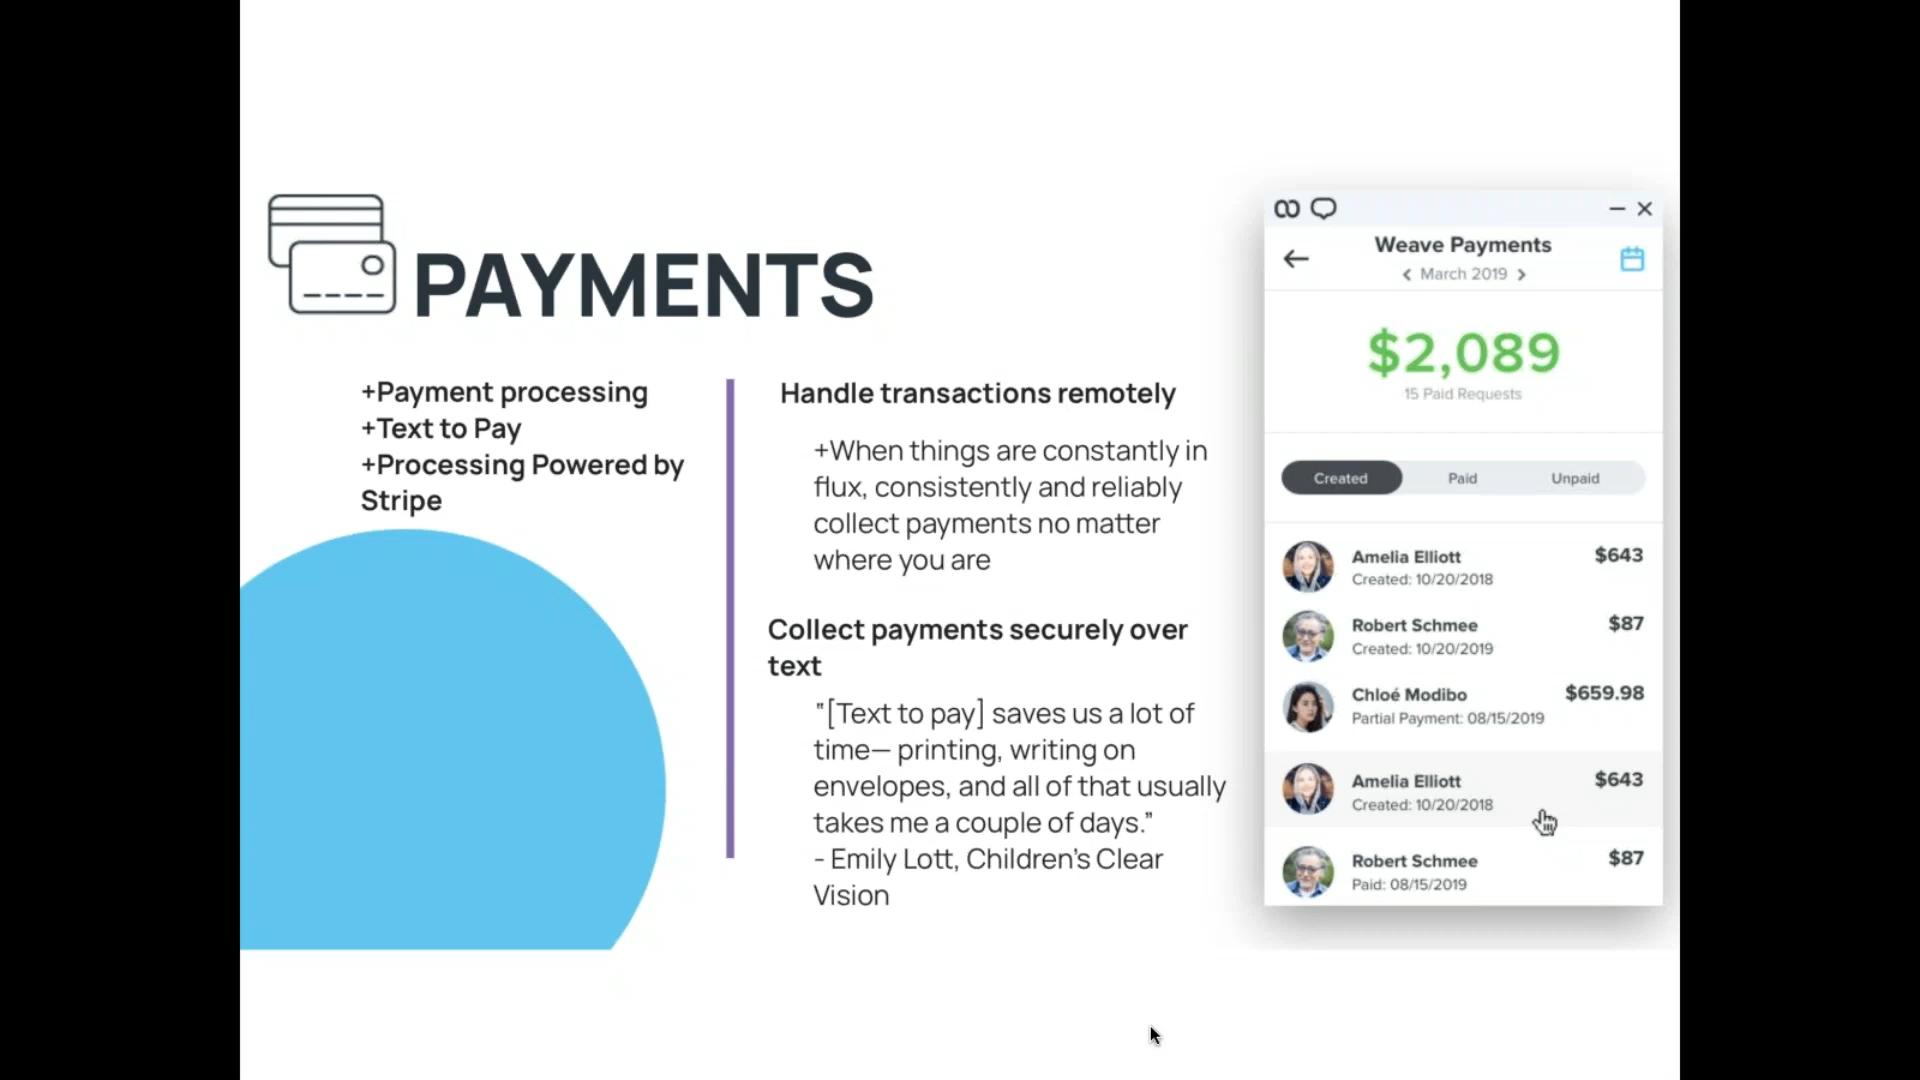 PAYMENTS
+Payment processing
+Text to Pay
+Processing Powered by
Stripe
Handle transactions remotely
+When things are constantly in
flux, consistently and reliably
collect payments no matter
where you are
Collect payments securely over
text
"[Text to pay] saves us a lot of
time— printing, writing on
envelopes, and all of that usually
takes me a couple of days.”
- Emily Lott, Children’s Clear
Vision
Weave Payments
March 2019
$2,089
15 Paid Requests
Created Paid Unpaid
Amelia Elliott $643
Created: 10/20/2018
Robert Schmee $87
Created: 10/20/2019
Chloé Modibo $659.98
Partial Payment: 08/15/2019
Amelia Elliott $643
Created: 10/20/2018
Robert Schmee $87
Paid: 08/15/2019